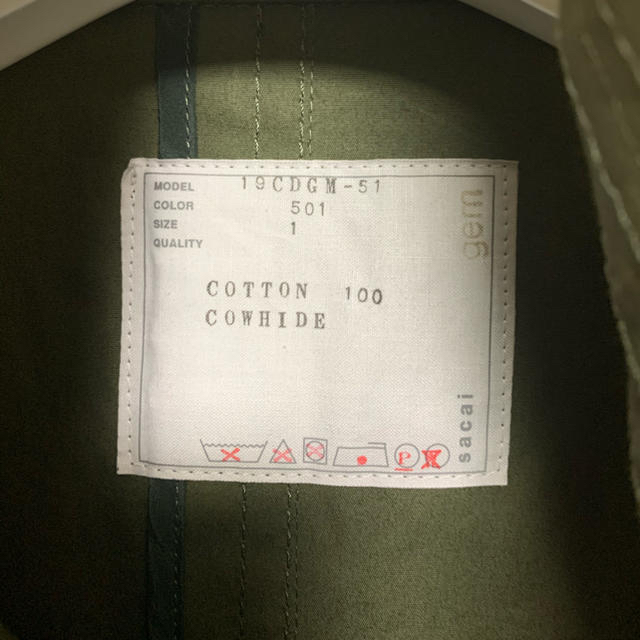 MODEL 19CDGM-51
COLOR 501
SIZE 1
QUALITY
COTTON 100
COWHIDE
gem
sacai
P